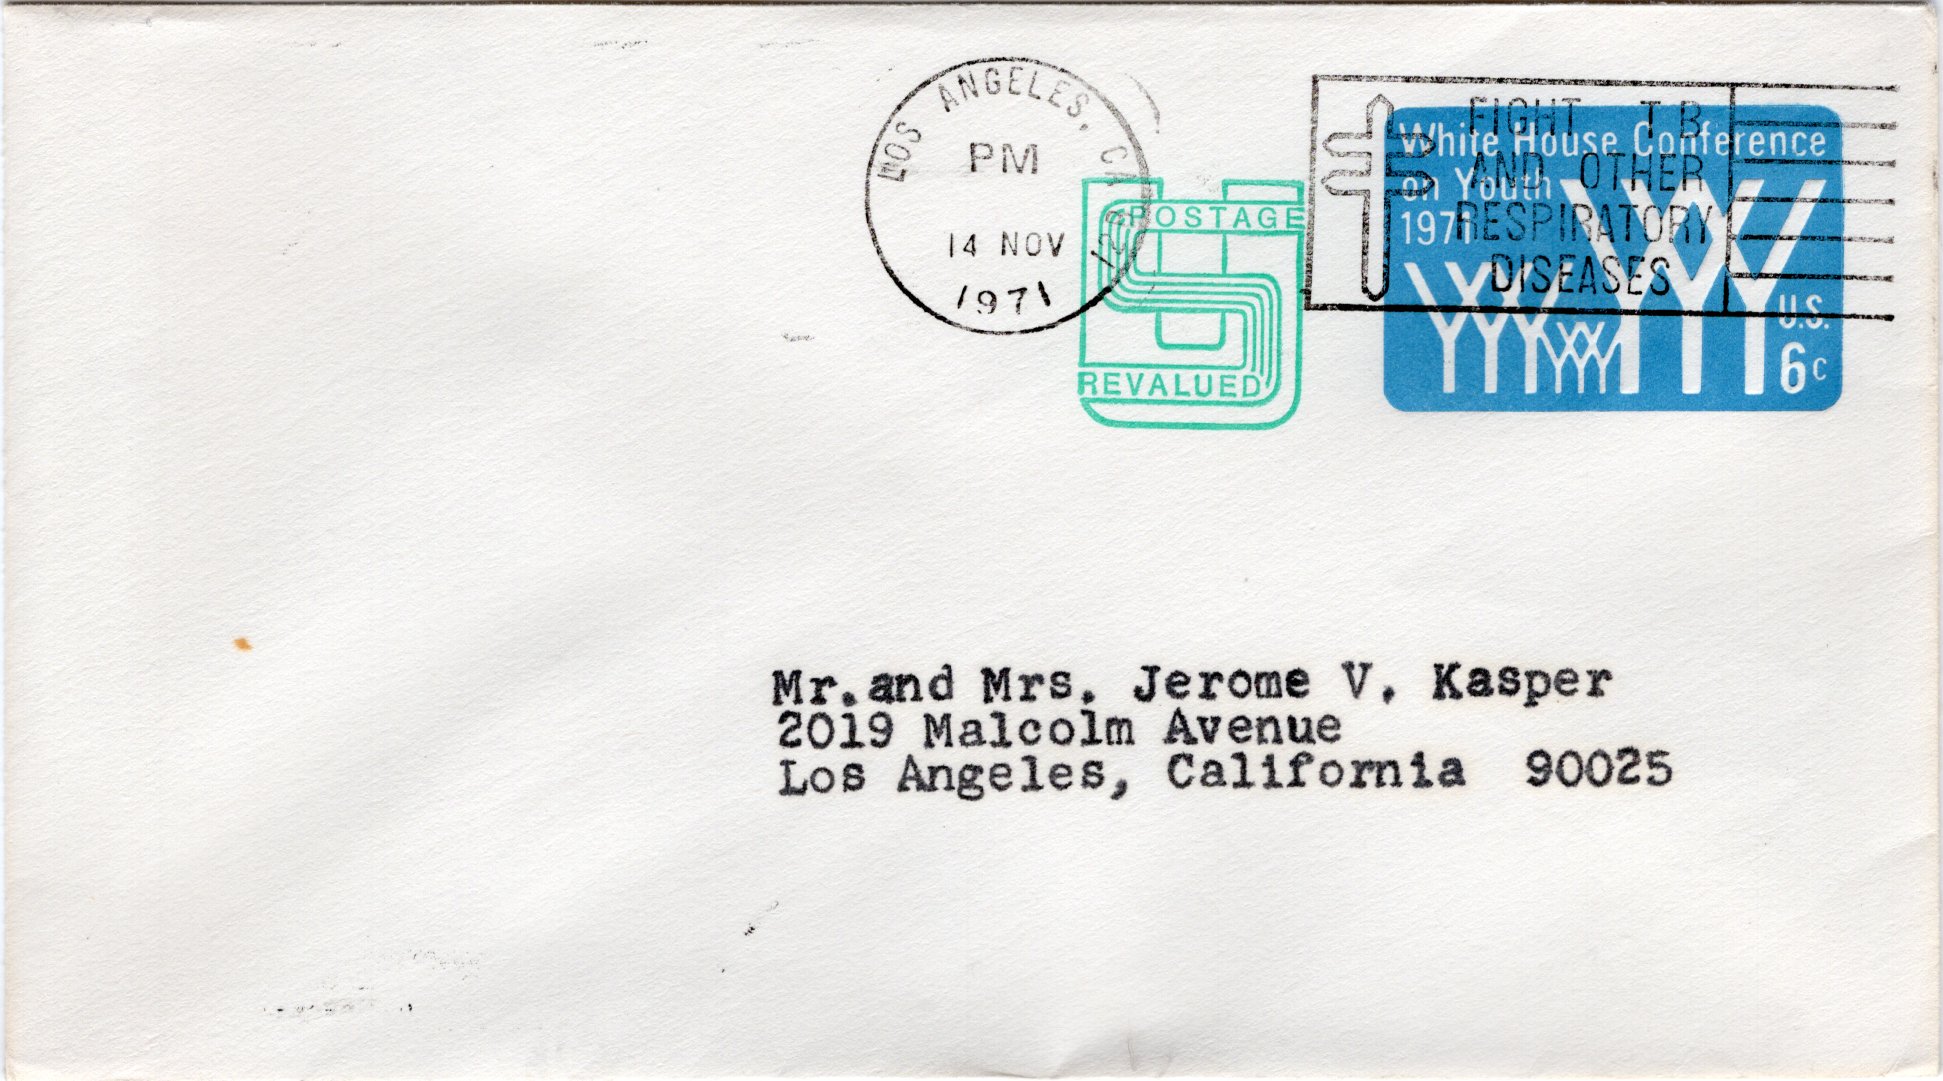 LOS ANGELES, CA
PM
14 NOV
1971
POSTAGE
REVALUED
FIGHT TB
AND OTHER
RESPIRATORY
DISEASES
White House Conference
on Youth
1971
U.S.
6c
Mr. and Mrs. Jerome V. Kasper
2019 Malcolm Avenue
Los Angeles, California 90025